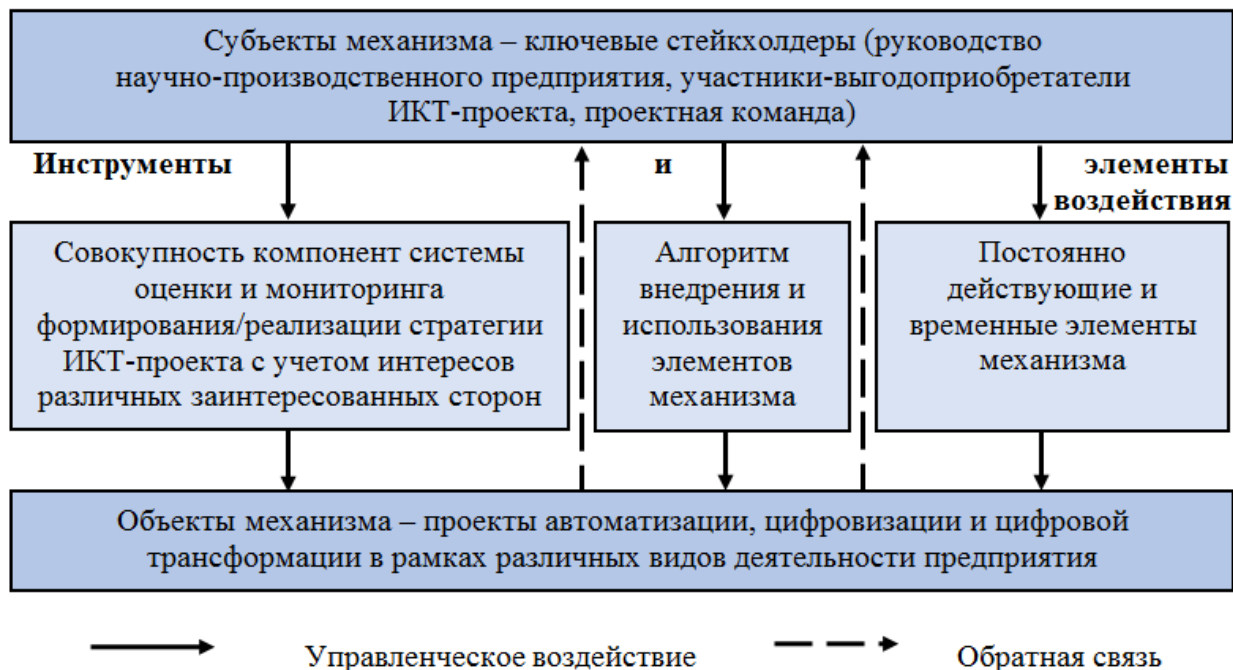 Субъекты механизма – ключевые стейкхолдеры (руководство
научно-производственного предприятия, участники-выгодоприобретатели
ИКТ-проекта, проектная команда)
Инструменты и элементы
воздействия
Совокупность компонент системы
оценки и мониторинга
формирования/реализации стратегии
ИКТ-проекта с учетом интересов
различных заинтересованных сторон
Алгоритм
внедрения и
использования
элементов
механизма
Постоянно
действующие и
временные элементы
механизма
Объекты механизма – проекты автоматизации, цифровизации и цифровой
трансформации в рамках различных видов деятельности предприятия
Управленческое воздействие
Обратная связь